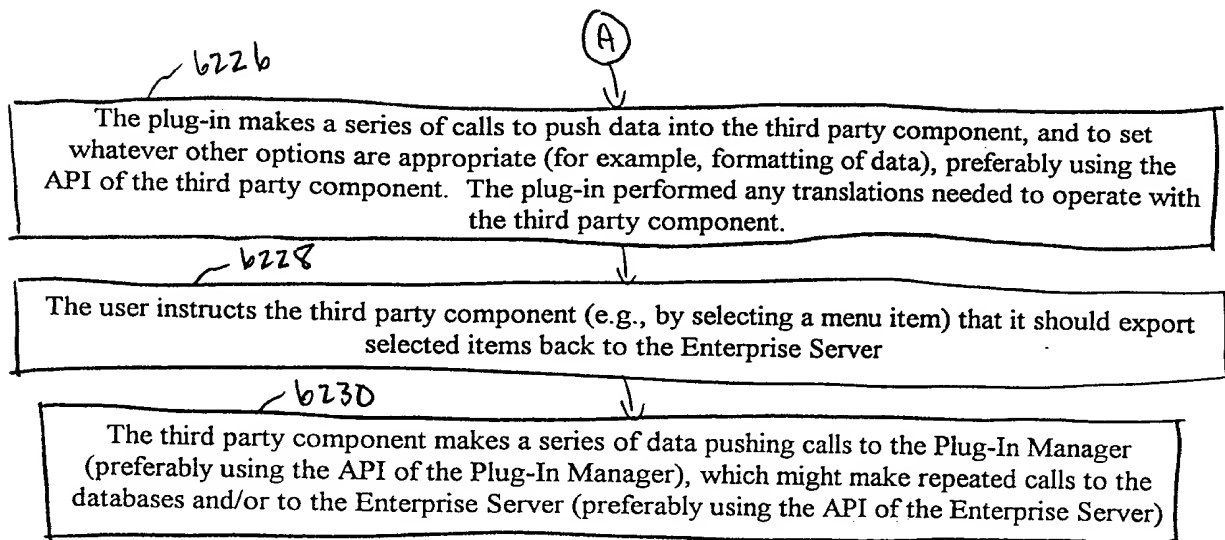 A
6226
The plug-in makes a series of calls to push data into the third party component, and to set
whatever other options are appropriate (for example, formatting of data), preferably using the
API of the third party component. The plug-in performed any translations needed to operate with
the third party component.
6228
The user instructs the third party component (e.g., by selecting a menu item) that it should export
selected items back to the Enterprise Server
6230
The third party component makes a series of data pushing calls to the Plug-In Manager
(preferably using the API of the Plug-In Manager), which might make repeated calls to the
databases and/or to the Enterprise Server (preferably using the API of the Enterprise Server)